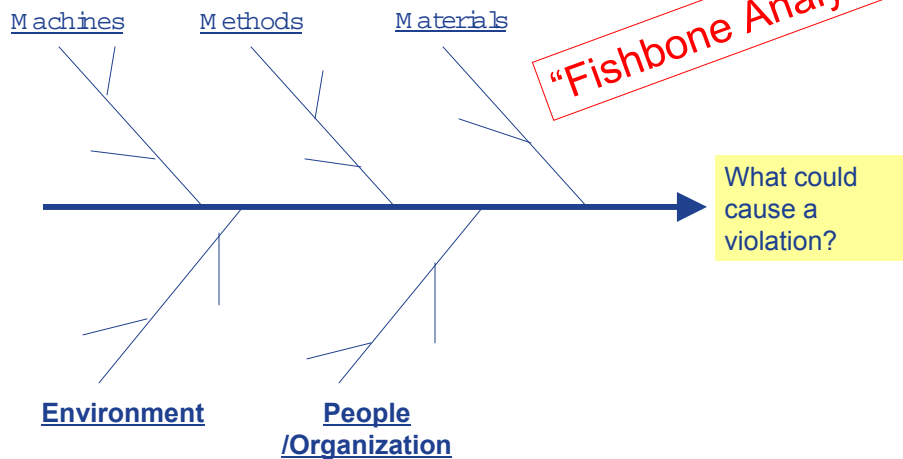 Machines
Methods
Materials
“Fishbone
What could
cause a
violation?
Environment
People
/Organization